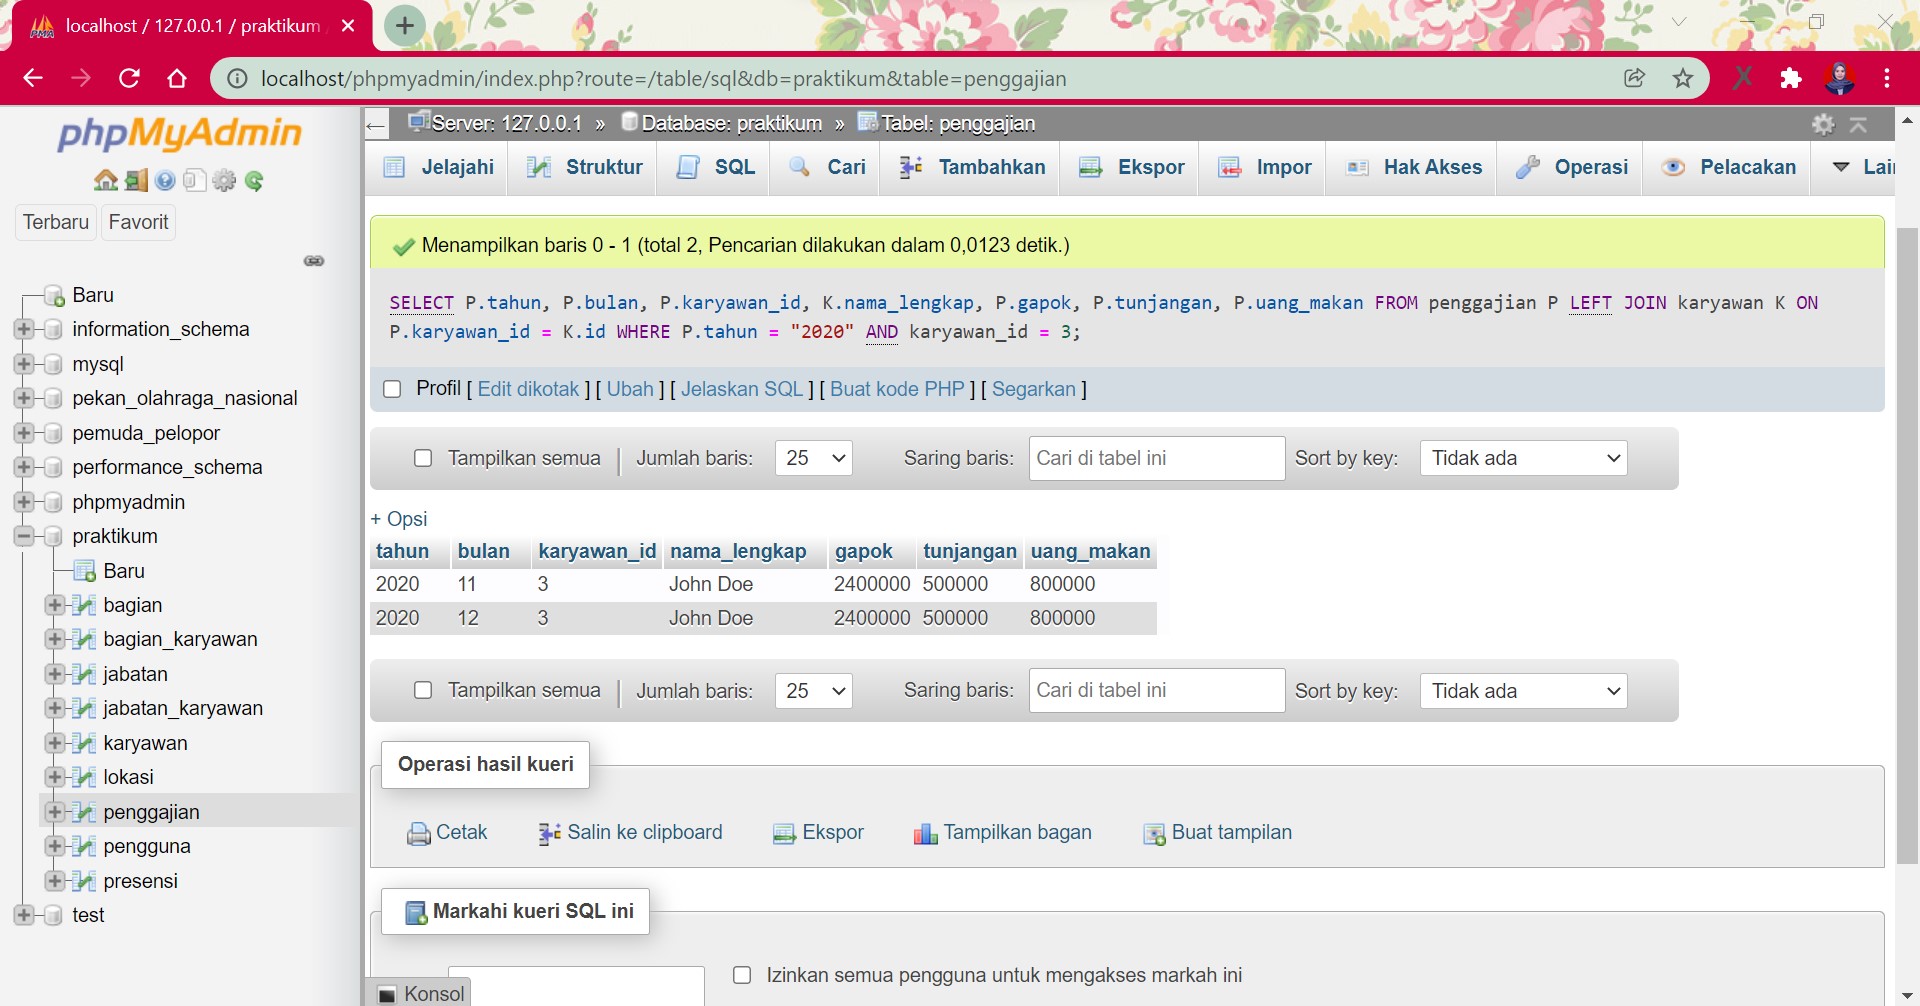 localhost / 127.0.0.1 / praktikum
localhost/phpmyadmin/index.php?route=/table/sql&db=praktikum&table=penggajian
phpMyAdmin
Terbaru
Favorit
Baru
information_schema
mysql
pekan_olahraga_nasional
pemuda_pelopor
performance_schema
phpmyadmin
praktikum
Baru
bagian
bagian_karyawan
jabatan
jabatan_karyawan
karyawan
lokasi
penggajian
pengguna
presensi
test
Server: 127.0.0.1 » Database: praktikum » Tabel: penggajian
Jelajahi Struktur SQL Cari Tambahkan Ekspor Impor Hak Akses Operasi Pelacakan Lai
Menampilkan baris 0 - 1 (total 2, Pencarian dilakukan dalam 0,0123 detik.)
SELECT P.tahun, P.bulan, P.karyawan_id, K.nama_lengkap, P.gapok, P.tunjangan, P.uang_makan FROM penggajian P LEFT JOIN karyawan K ON
P.karyawan_id = K.id WHERE P.tahun = "2020" AND karyawan_id = 3;
Profil [ Edit dikotak ] [ Ubah ] [ Jelaskan SQL ] [ Buat kode PHP ] [ Segarkan ]
Tampilkan semua | Jumlah baris: 25 Saring baris: Cari di tabel ini Sort by key: Tidak ada
+ Opsi
tahun bulan karyawan_id nama_lengkap gapok tunjangan uang_makan
2020 11 3 John Doe 2400000 500000 800000
2020 12 3 John Doe 2400000 500000 800000
Tampilkan semua | Jumlah baris: 25 Saring baris: Cari di tabel ini Sort by key: Tidak ada
Operasi hasil kueri
Cetak Salin ke clipboard Ekspor Tampilkan bagan Buat tampilan
Markahi kueri SQL ini
Izinkan semua pengguna untuk mengakses markah ini
Konsol